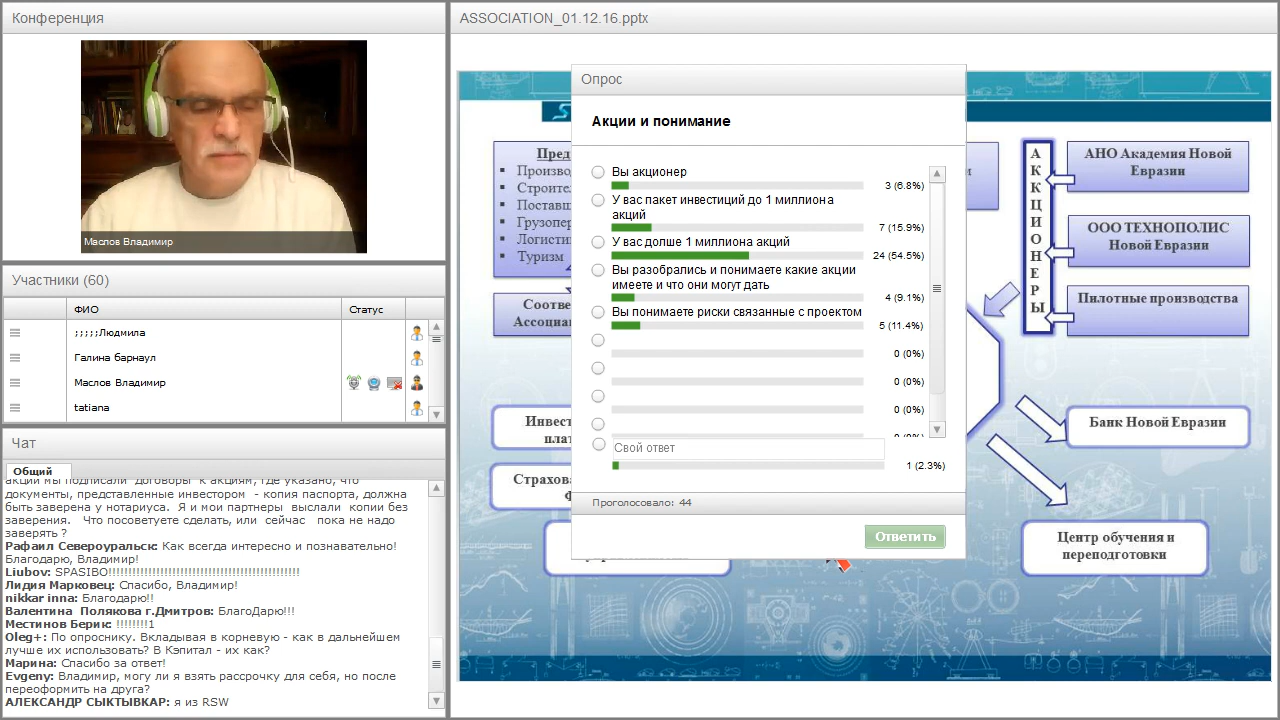 Конференция
Маслов Владимир
Участники (60)
ФИО
Статус
;;;;;Людмила
Галина барнаул
Маслов Владимир
tatiana
Чат
Общий
акции мы подписали договоры к акциям, где указано, что
документы, представленные инвестором - копия паспорта, должна
быть заверена у нотариуса. Я и мои партнеры выслали копии без
заверения. Что посоветуете сделать, или сейчас пока не надо
заверять ?
Рафаил Североуральск: Как всегда интересно и познавательно!
Благодарю, Владимир!
Liubov: SPASIBO!!!!!!!!!!!!!!!!!!!!!!!!!!!!!!!!!!!!!!!!!!!!!!
Лидия Марковец: Спасибо, Владимир!
nikkar inna: Благодарю!!
Валентина Полякова г.Дмитров: БлагоДарю!!!
Местинов Берик: !!!!!!!!1
Oleg+: По опроснику. Вкладывая в корневую - как в дальнейшем
лучше их использовать? В Кэпитал - их как?
Марина: Спасибо за ответ!
Evgeny: Владимир, могу ли я взять рассрочку для себя, но после
переоформить на друга?
АЛЕКСАНДР СЫКТЫВКАР: я из RSW
ASSOCIATION_01.12.16.pptx
Опрос
Акции и понимание
Вы акционер
3 (6.8%)
У вас пакет инвестиций до 1 миллиона
акций
7 (15.9%)
У вас долше 1 миллиона акций
24 (54.5%)
Вы разобрались и понимаете какие акции
имеете и что они могут дать
4 (9.1%)
Вы понимаете риски связанные с проектом
5 (11.4%)
0 (0%)
0 (0%)
0 (0%)
0 (0%)
Свой ответ
1 (2.3%)
Проголосовало: 44
Ответить
АККЦИОНЕРЫ
АНО Академия Новой
Евразии
ООО ТЕХНОПОЛИС
Новой Евразии
Пилотные производства
Банк Новой Евразии
Центр обучения и
переподготовки